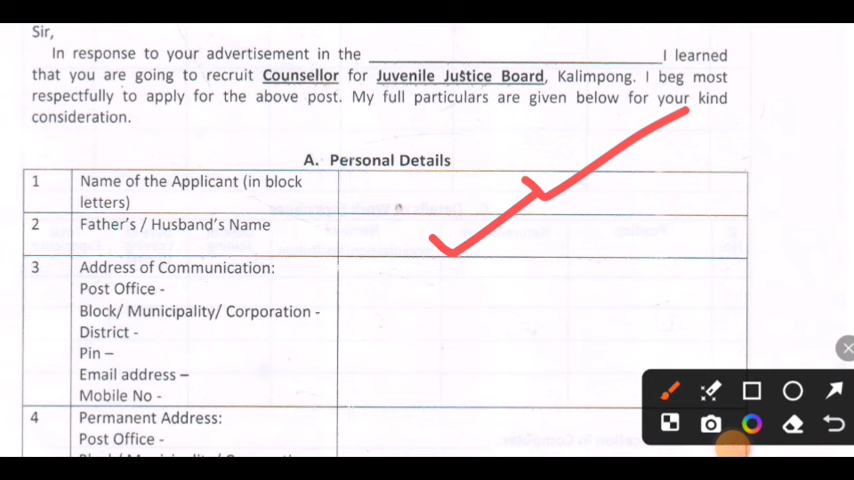 Sir,
In response to your advertisement in the ______________________________ I learned
that you are going to recruit Counsellor for Juvenile Justice Board, Kalimpong. I beg most
respectfully to apply for the above post. My full particulars are given below for your kind
consideration.
A. Personal Details
1 Name of the Applicant (in block
letters)
2 Father's / Husband's Name
3 Address of Communication:
Post Office -
Block/ Municipality/ Corporation -
District -
Pin –
Email address –
Mobile No -
4 Permanent Address:
Post Office -